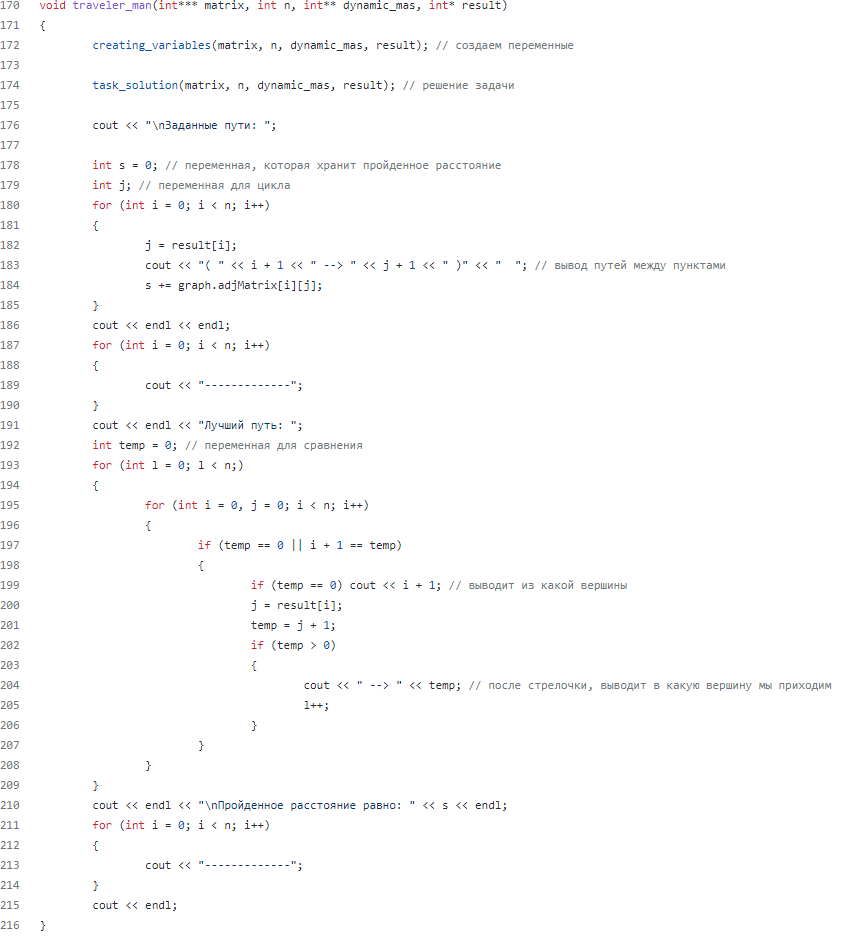 170 void traveler_man(int*** matrix, int n, int** dynamic_mas, int* result)
171 {
172 creating_variables(matrix, n, dynamic_mas, result); // создаем переменные
173
174 task_solution(matrix, n, dynamic_mas, result); // решение задачи
175
176 cout << "\nЗаданные пути: ";
177
178 int s = 0; // переменная, которая хранит пройденное расстояние
179 int j; // переменная для цикла
180 for (int i = 0; i < n; i++)
181 {
182 j = result[i];
183 cout << "( " << i + 1 << " --> " << j + 1 << " )" << "  "; // вывод путей между пунктами
184 s += graph.adjMatrix[i][j];
185 }
186 cout << endl << endl;
187 for (int i = 0; i < n; i++)
188 {
189 cout << "-------------";
190 }
191 cout << endl << "Лучший путь: ";
192 int temp = 0; // переменная для сравнения
193 for (int l = 0; l < n;)
194 {
195 for (int i = 0, j = 0; i < n; i++)
196 {
197 if (temp == 0 || i + 1 == temp)
198 {
199 if (temp == 0) cout << i + 1; // выводит из какой вершины
200 j = result[i];
201 temp = j + 1;
202 if (temp > 0)
203 {
204 cout << " --> " << temp; // после стрелочки, выводит в какую вершину мы приходим
205 l++;
206 }
207 }
208 }
209 }
210 cout << endl << "\nПройденное расстояние равно: " << s << endl;
211 for (int i = 0; i < n; i++)
212 {
213 cout << "-------------";
214 }
215 cout << endl;
216 }